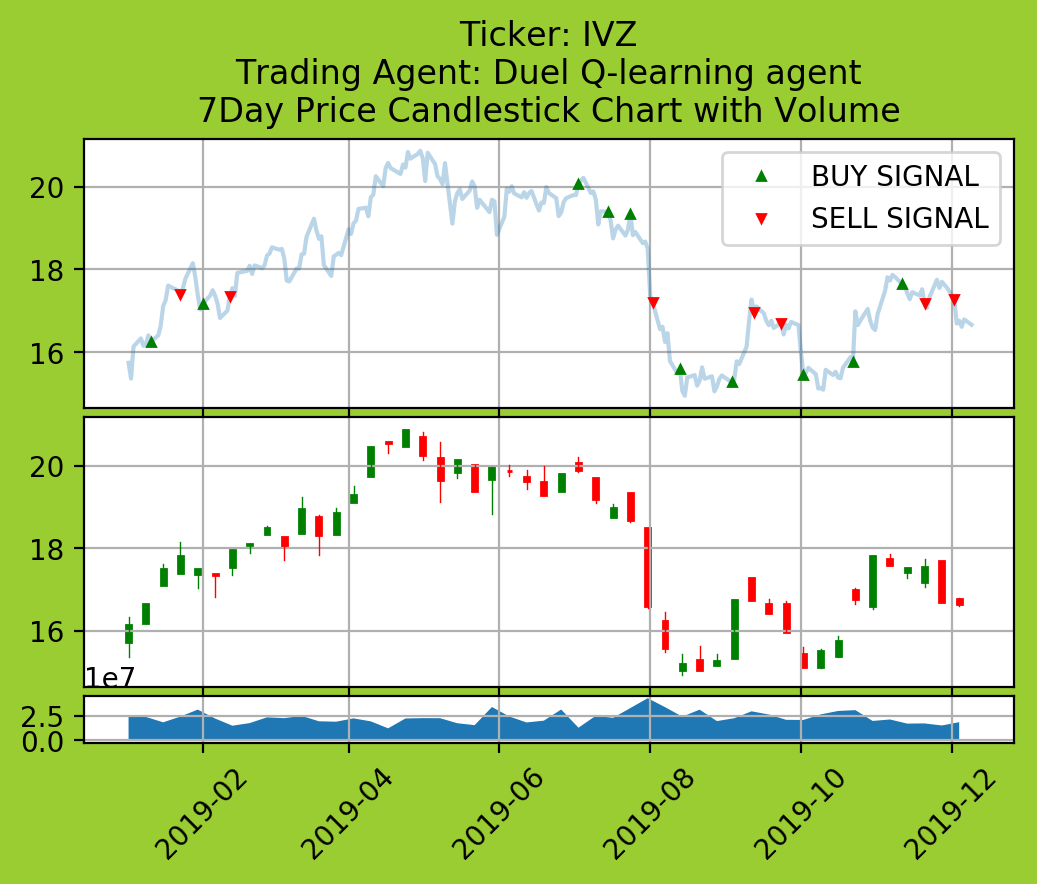 Ticker: IVZ
Trading Agent: Duel Q-learning agent
7Day Price Candlestick Chart with Volume
20
18
16
BUY SIGNAL
SELL SIGNAL
20
18
16
1e7
2.5
0.0
2019-02
2019-04
2019-06
2019-08
2019-10
2019-12